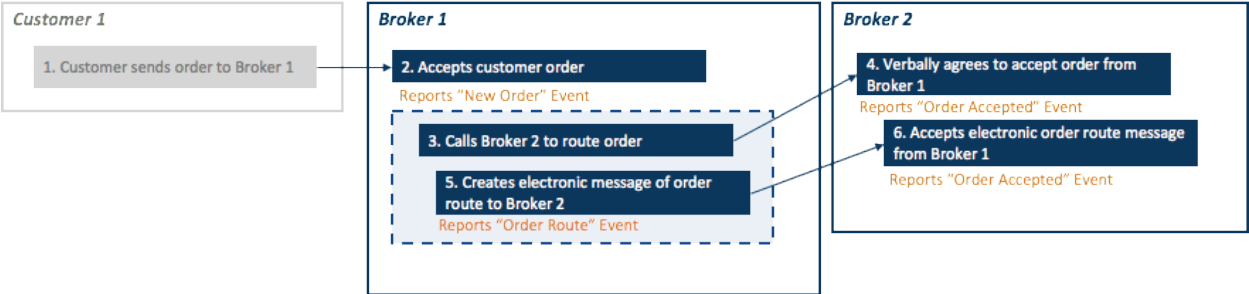 Customer 1
1. Customer sends order to Broker 1
Broker 1
2. Accepts customer order
Reports “New Order” Event
3. Calls Broker 2 to route order
5. Creates electronic message of order
route to Broker 2
Reports “Order Route” Event
Broker 2
4. Verbally agrees to accept order from
Broker 1
Reports “Order Accepted” Event
6. Accepts electronic order route message
from Broker 1
Reports “Order Accepted” Event